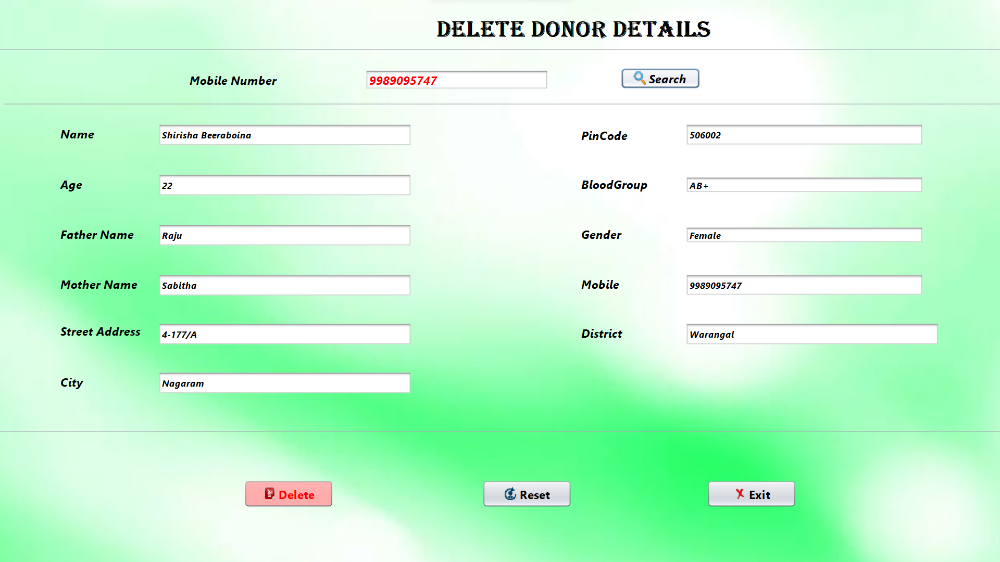 DELETE DONOR DETAILS
Mobile Number 9989095747 Search
Name Shirisha Beeraboina PinCode 506002
Age 22 BloodGroup AB+
Father Name Raju Gender Female
Mother Name Sabitha Mobile 9989095747
Street Address 4-177/A District Warangal
City Nagaram
Delete Reset Exit